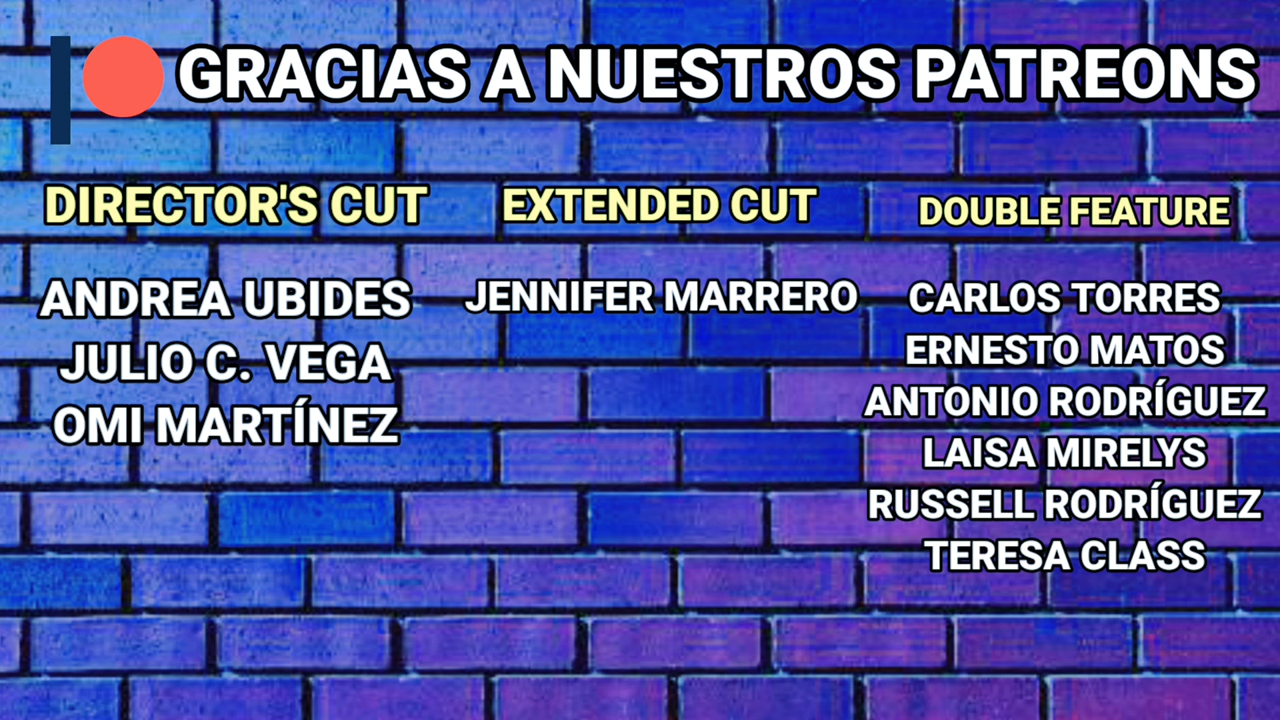 GRACIAS A NUESTROS PATREONS
DIRECTOR'S CUT
ANDREA UBIDES
JULIO C. VEGA
OMI MARTÍNEZ
EXTENDED CUT
JENNIFER MARRERO
DOUBLE FEATURE
CARLOS TORRES
ERNESTO MATOS
ANTONIO RODRÍGUEZ
LAISA MIRELYS
RUSSELL RODRÍGUEZ
TERESA CLASS